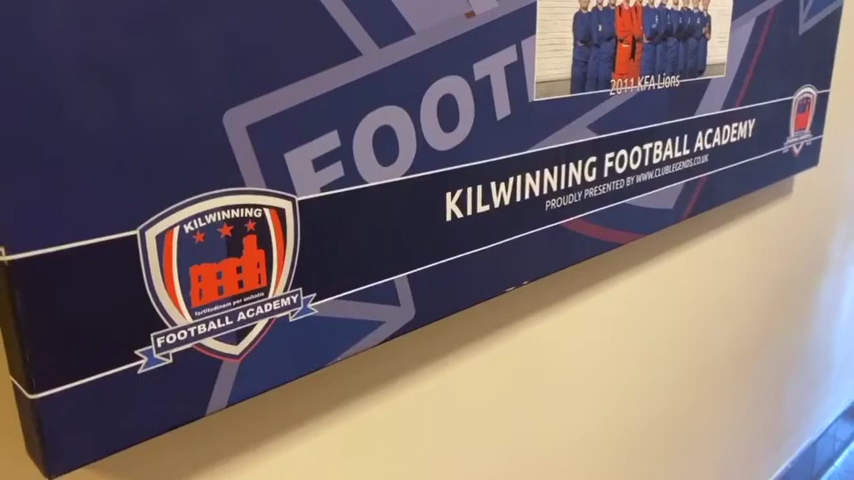 FOOT
2011 KFA Lions
KILWINNING FOOTBALL ACADEMY
PROUDLY PRESENTED BY WWW.CLUBLEGENDS.CO.UK
KILWINNING
fortitudinem per unitatis
FOOTBALL ACADEMY